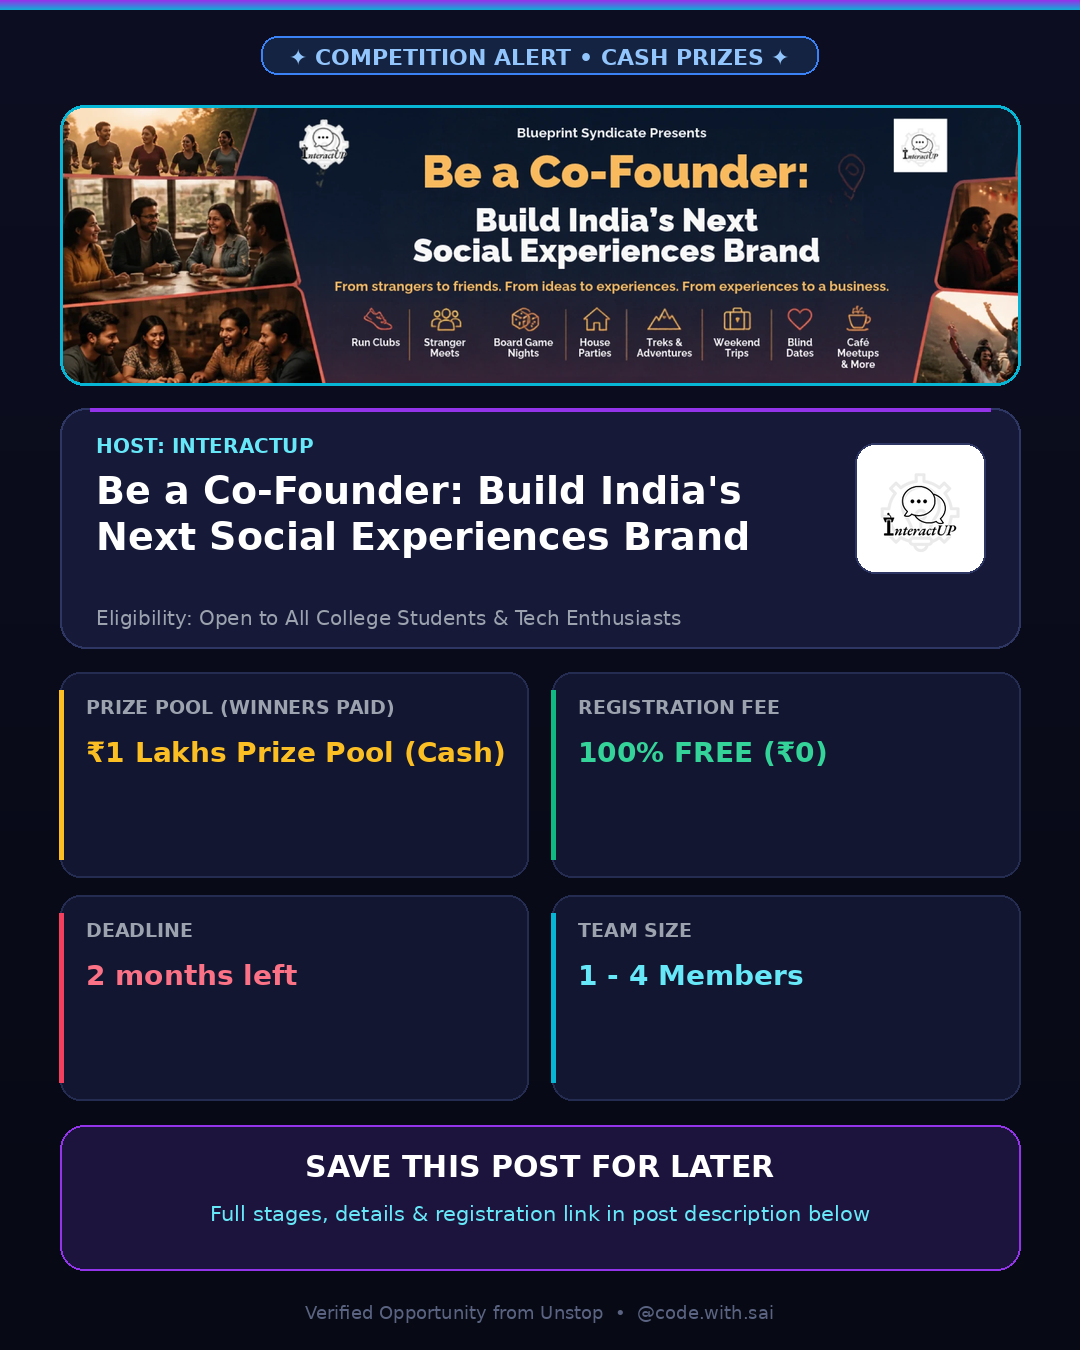 ✦ COMPETITION ALERT • CASH PRIZES ✦
InteractUP
Blueprint Syndicate Presents
InteractUP
Be a Co-Founder:
Build India's Next
Social Experiences Brand
From strangers to friends. From ideas to experiences. From experiences to a business.
Run Clubs
Stranger
Meets
Board Game
Nights
House
Parties
Treks &
Adventures
Weekend
Trips
Blind
Dates
Café
Meetups
& More
HOST: INTERACTUP
Be a Co-Founder: Build India's
Next Social Experiences Brand
InteractUP
Eligibility: Open to All College Students & Tech Enthusiasts
PRIZE POOL (WINNERS PAID)
₹1 Lakhs Prize Pool (Cash)
REGISTRATION FEE
100% FREE (₹0)
DEADLINE
2 months left
TEAM SIZE
1 - 4 Members
SAVE THIS POST FOR LATER
Full stages, details & registration link in post description below
Verified Opportunity from Unstop • @code.with.sai